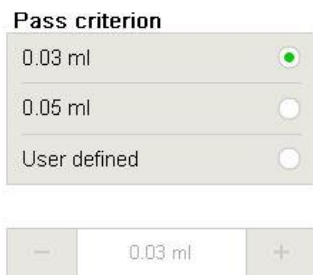 Pass criterion
0.03 ml
0.05 ml
User defined
− 0.03 ml +